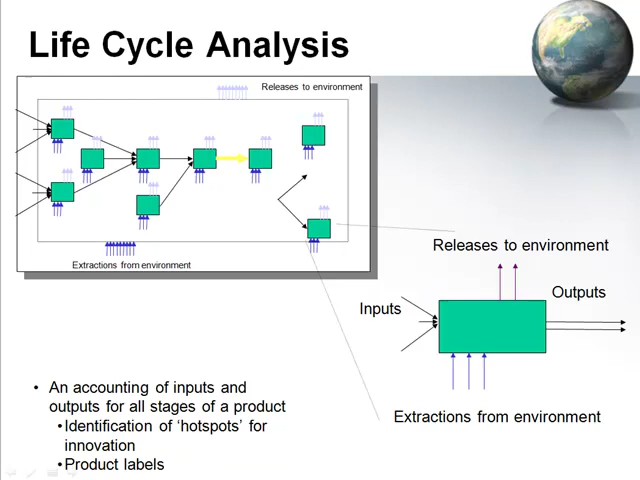 Life Cycle Analysis
Releases to environment
Extractions from environment
Releases to environment
Outputs
Inputs
Extractions from environment
• An accounting of inputs and
outputs for all stages of a product
•Identification of ‘hotspots’ for
innovation
•Product labels